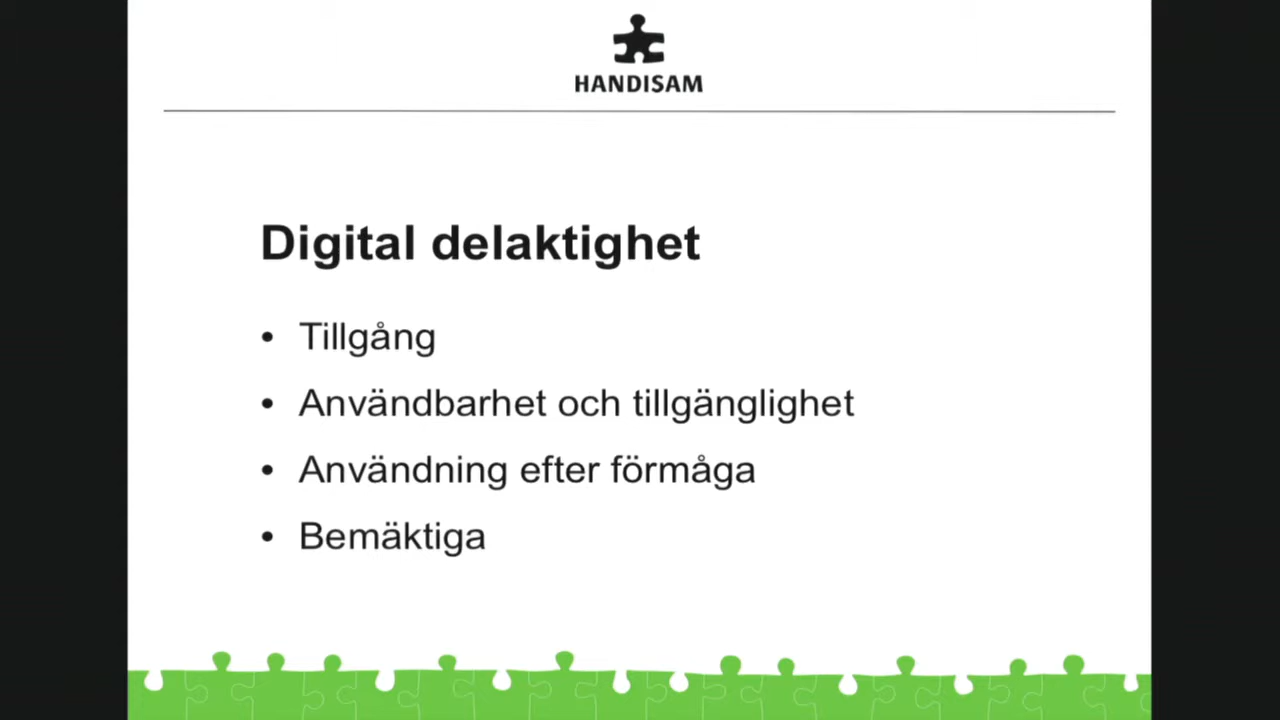 HANDISAM
Digital delaktighet
• Tillgång
• Användbarhet och tillgänglighet
• Användning efter förmåga
• Bemäktiga